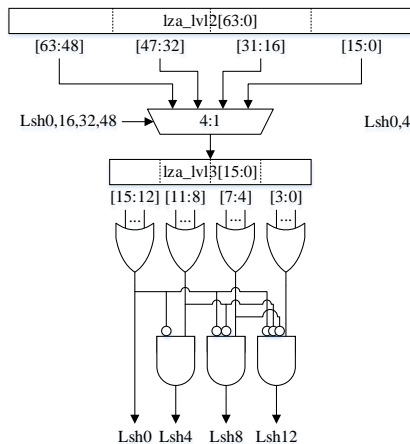 lza_lvl2[63:0]
[63:48] [47:32] [31:16] [15:0]
Lsh0,16,32,48 4:1 Lsh0,4
lza_lvl3[15:0]
[15:12] [11:8] [7:4] [3:0]
... ... ... ...
Lsh0 Lsh4 Lsh8 Lsh12